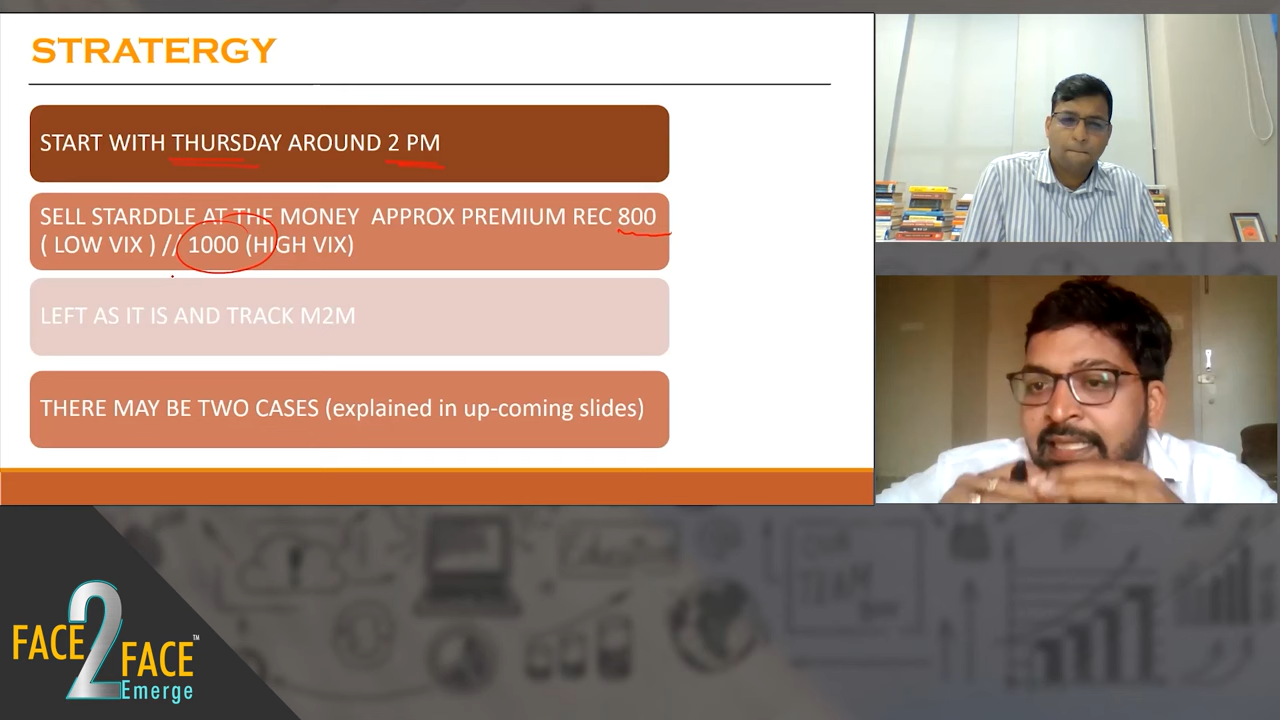 STRATERGY
START WITH THURSDAY AROUND 2 PM
SELL STARDDLE AT THE MONEY APPROX PREMIUM REC 800
( LOW VIX ) // 1000 (HIGH VIX)
LEFT AS IT IS AND TRACK M2M
THERE MAY BE TWO CASES (explained in up-coming slides)
FACE 2 FACE™
Emerge